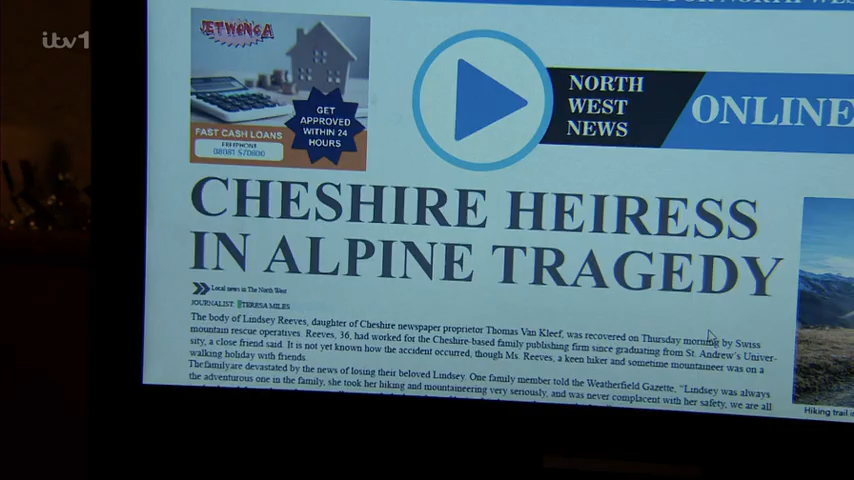 itv1
JETWONGA
GET
APPROVED
WITHIN 24
HOURS
FAST CASH LOANS
FREEPHONE
08081 570800
NORTH
WEST
NEWS
ONLINE
CHESHIRE HEIRESS
IN ALPINE TRAGEDY
Local news in The North West
JOURNALIST: TERESA MILES
The body of Lindsey Reeves, daughter of Cheshire newspaper proprietor Thomas Van Kleef, was recovered on Thursday morning by Swiss
mountain rescue operatives. Reeves, 36, had worked for the Cheshire-based family publishing firm since graduating from St. Andrew's Univer-
sity, a close friend said. It is not yet known how the accident occurred, though Ms. Reeves, a keen hiker and sometime mountaineer was on a
walking holiday with friends.
The family are devastated by the news of losing their beloved Lindsey. One family member told the Weatherfield Gazette, "Lindsey was always
the adventurous one in the family, she took her hiking and mountaineering very seriously, and was never complacent with her safety, we are all
Hiking trail